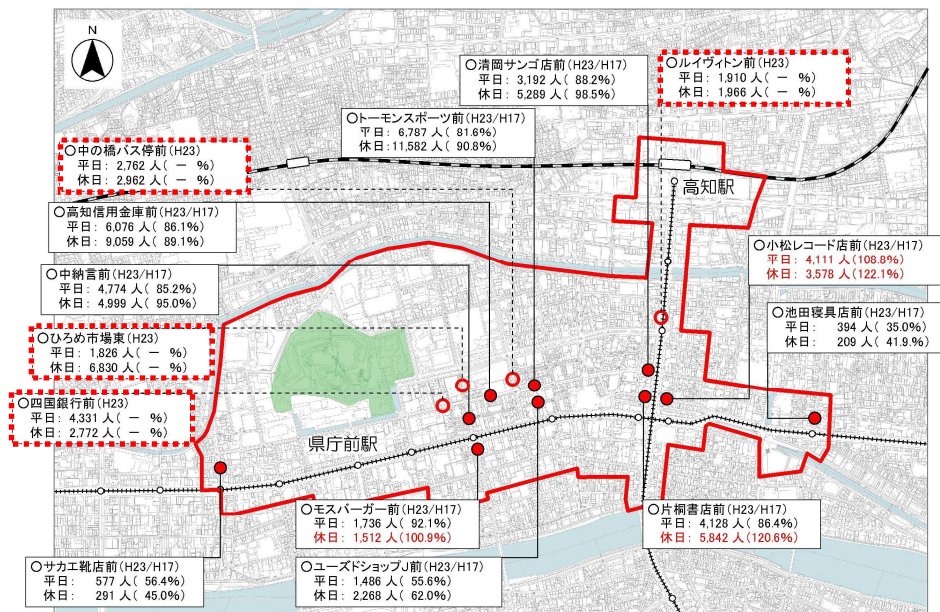 N
○清岡サンゴ店前(H23/H17)
平日: 3,192 人( 88.2%)
休日: 5,289 人( 98.5%)
○ルイヴィトン前(H23)
平日: 1,910 人( ー %)
休日: 1,966 人( ー %)
○トーモンスポーツ前(H23/H17)
平日: 6,787 人( 81.6%)
休日: 11,582 人( 90.8%)
○中の橋バス停前(H23)
平日: 2,762 人( ー %)
休日: 2,962 人( ー %)
高知駅
○高知信用金庫前(H23/H17)
平日: 6,076 人( 86.1%)
休日: 9,059 人( 89.1%)
○小松レコード店前(H23/H17)
平日: 4,111 人(108.8%)
休日: 3,578 人(122.1%)
○中納言前(H23/H17)
平日: 4,774 人( 85.2%)
休日: 4,999 人( 95.0%)
○池田寝具店前(H23/H17)
平日: 394 人( 35.0%)
休日: 209 人( 41.9%)
○ひろめ市場東(H23)
平日: 1,826 人( ー %)
休日: 6,830 人( ー %)
○四国銀行前(H23)
平日: 4,331 人( ー %)
休日: 2,772 人( ー %)
県庁前駅
○モスバーガー前(H23/H17)
平日: 1,736 人( 92.1%)
休日: 1,512 人(100.9%)
○片桐書店前(H23/H17)
平日: 4,128 人( 86.4%)
休日: 5,842 人(120.6%)
○サカエ靴店前(H23/H17)
平日: 577 人( 56.4%)
休日: 291 人( 45.0%)
○ユーズドショップJ前(H23/H17)
平日: 1,486 人( 55.6%)
休日: 2,268 人( 62.0%)